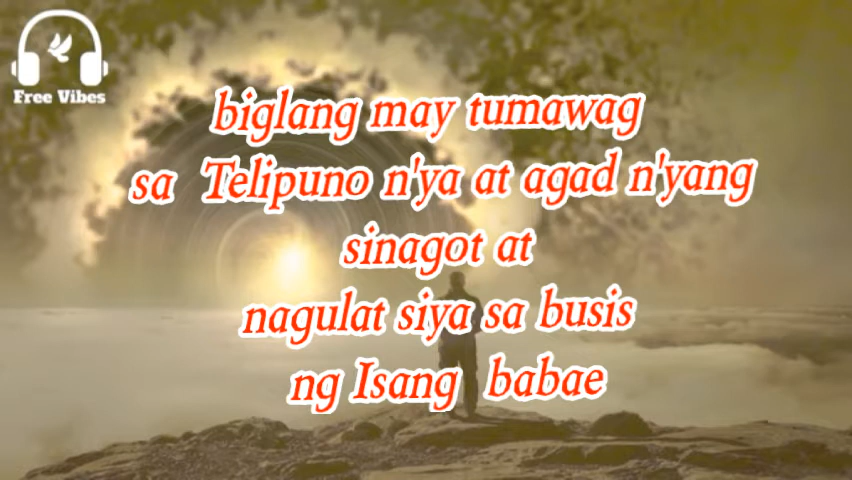 Free Vibes
biglang may tumawag
sa Telipuno n'ya at agad n'yang
sinagot at
nagulat siya sa busis
ng Isang babae